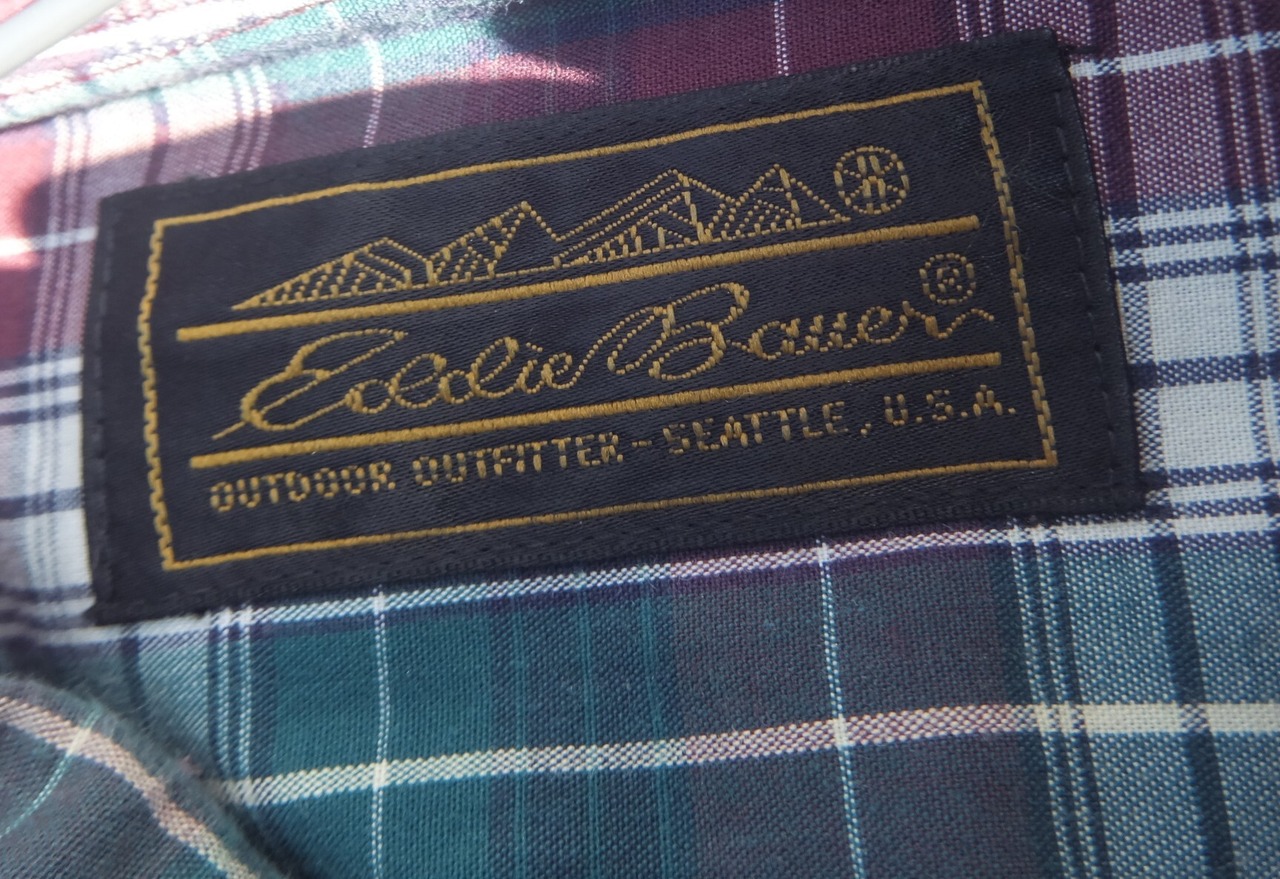 ®
Eddie Bauer®
OUTDOOR OUTFITTER-SEATTLE, U.S.A.